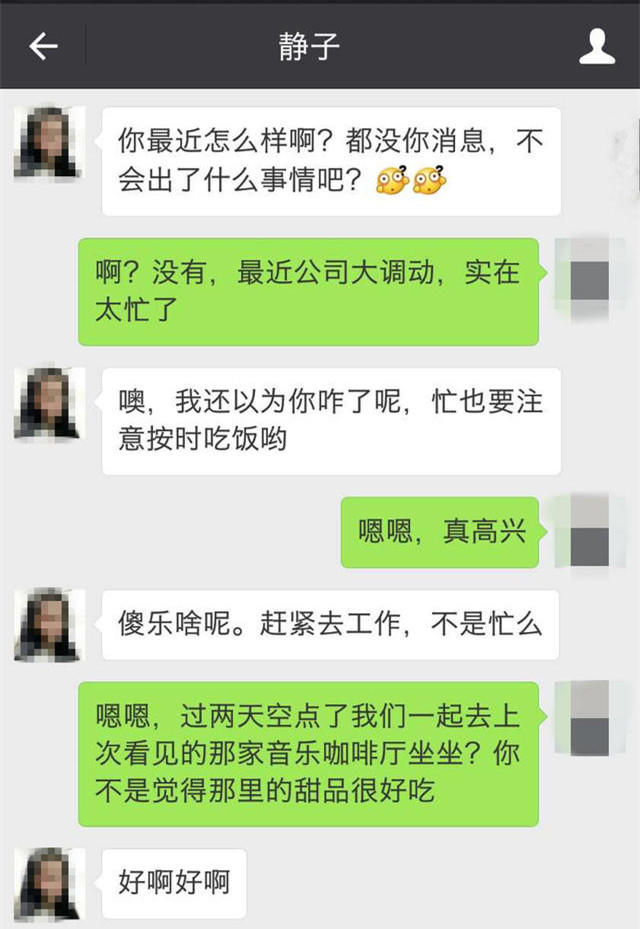 静子
你最近怎么样啊？都没你消息，不
会出了什么事情吧？
啊？没有，最近公司大调动，实在
太忙了
噢，我还以为你咋了呢，忙也要注
意按时吃饭哟
嗯嗯，真高兴
傻乐啥呢。赶紧去工作，不是忙么
嗯嗯，过两天空点了我们一起去上
次看见的那家音乐咖啡厅坐坐？你
不是觉得那里的甜品很好吃
好啊好啊